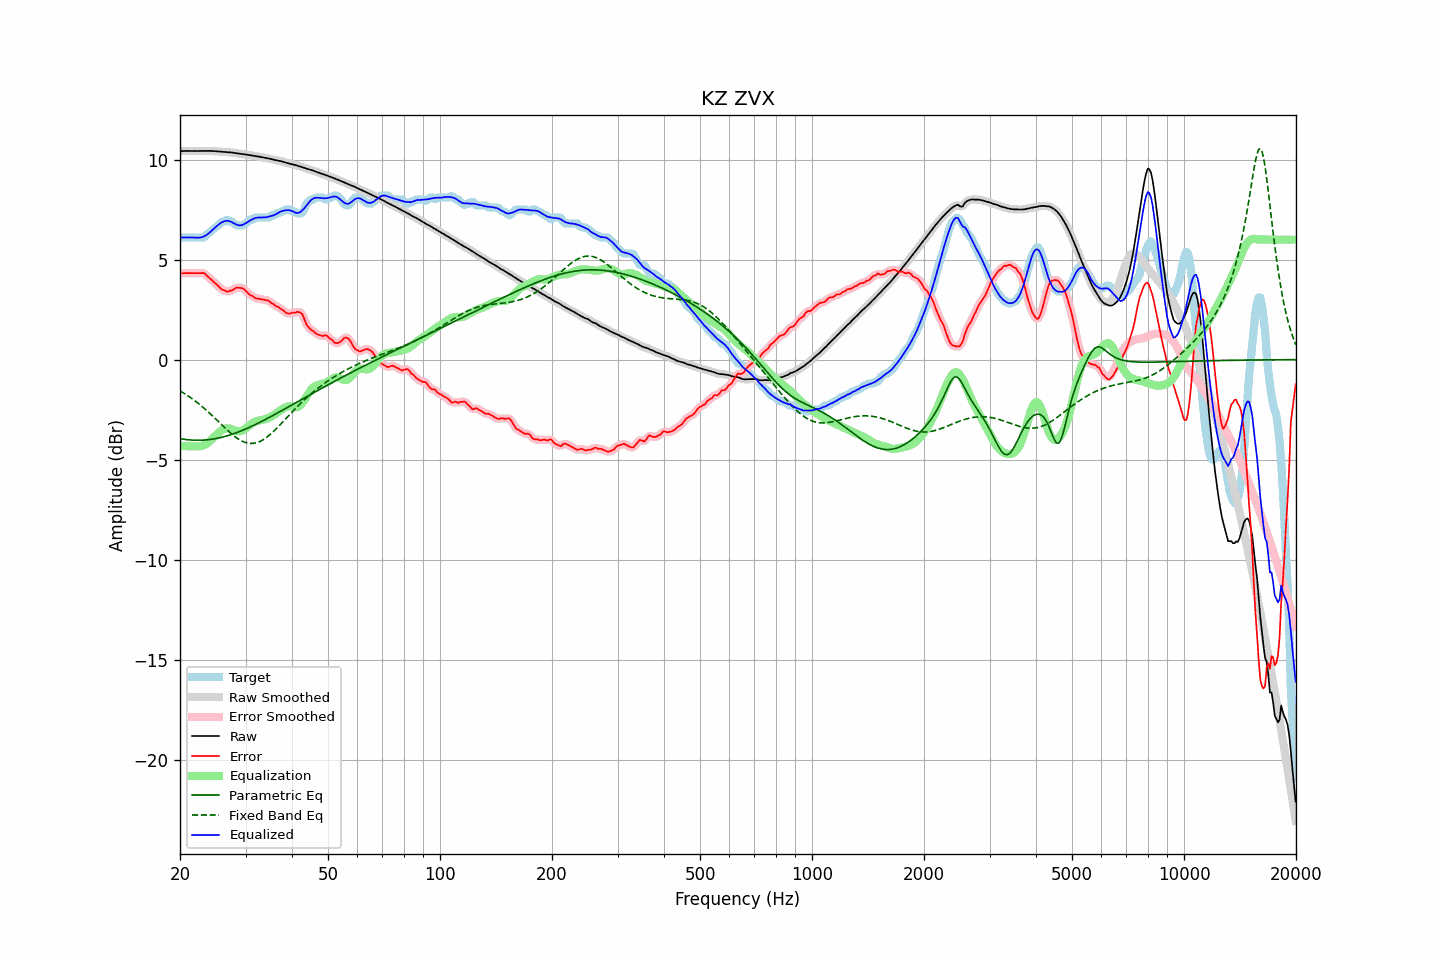 KZ ZVX
Amplitude (dBr)
10
5
0
−5
−10
−15
−20
Target
Raw Smoothed
Error Smoothed
Raw
Error
Equalization
Parametric Eq
Fixed Band Eq
Equalized
20 50 100 200 500 1000 2000 5000 10000 20000
Frequency (Hz)